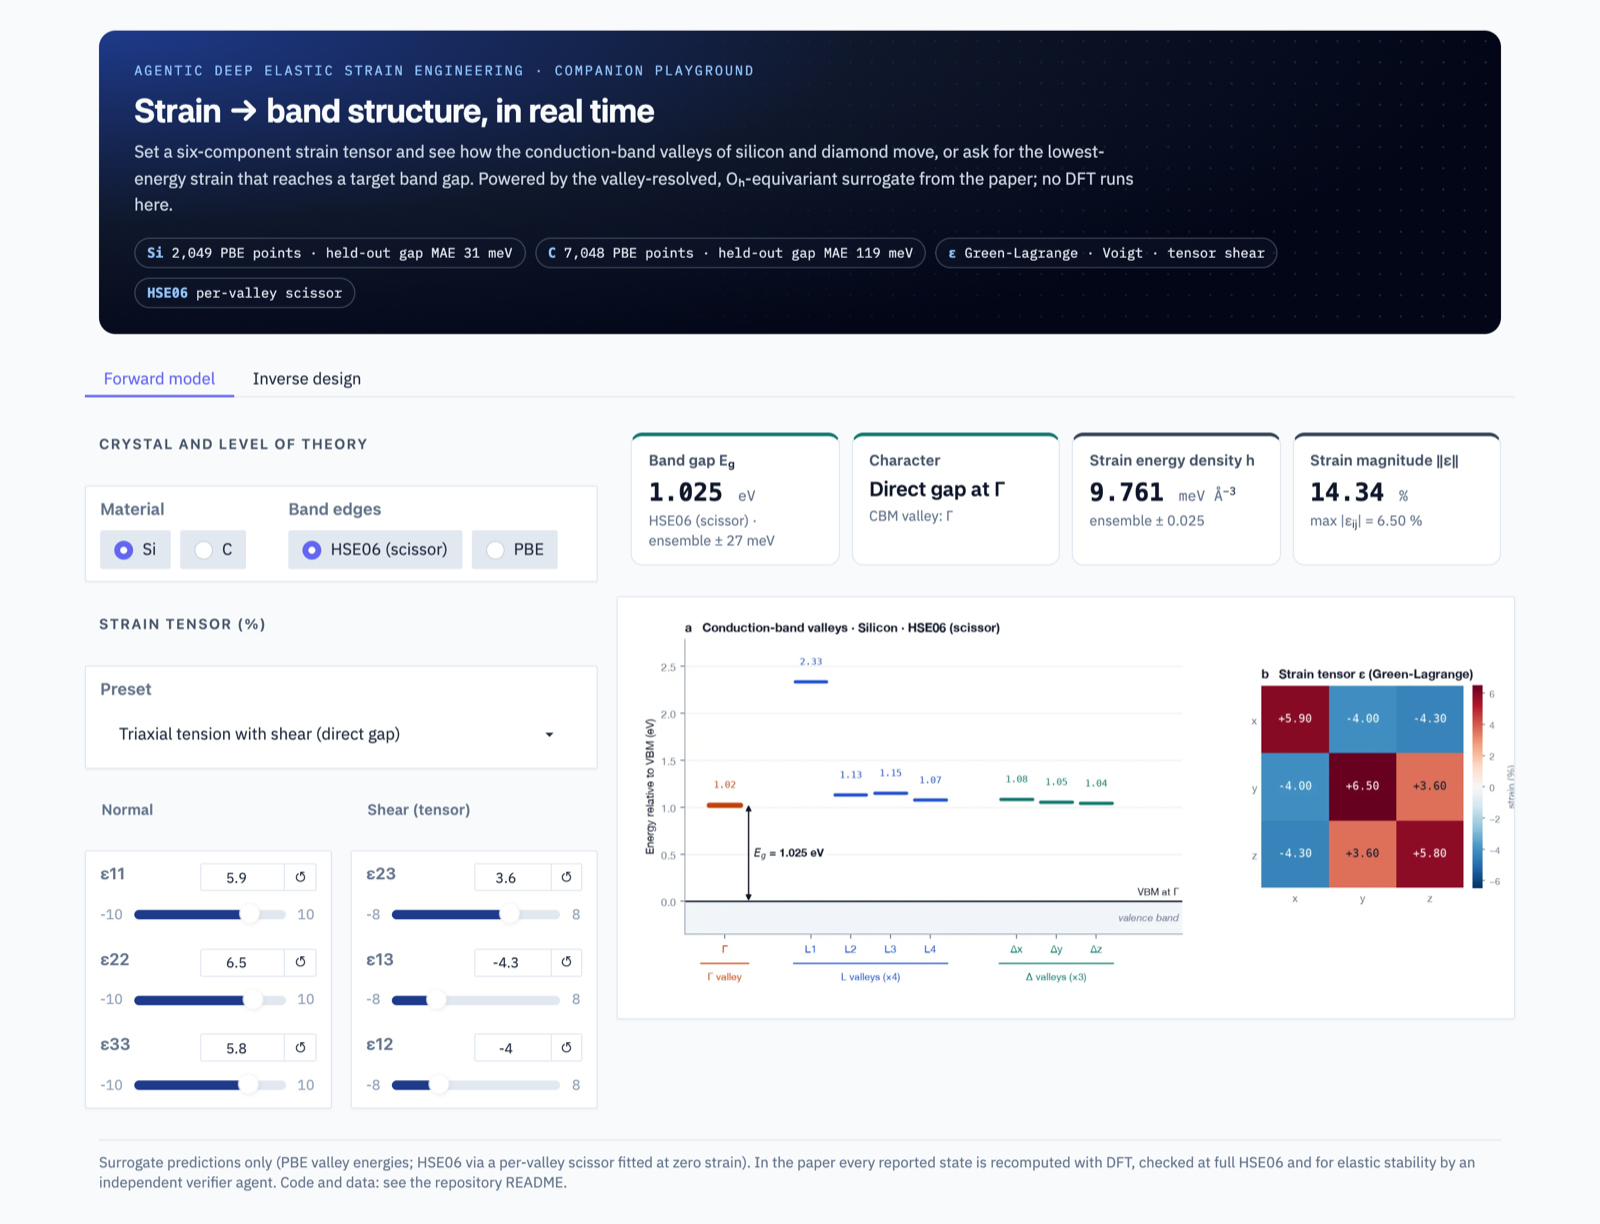 AGENTIC DEEP ELASTIC STRAIN ENGINEERING · COMPANION PLAYGROUND
Strain → band structure, in real time
Set a six-component strain tensor and see how the conduction-band valleys of silicon and diamond move, or ask for the lowest-
energy strain that reaches a target band gap. Powered by the valley-resolved, Oₕ-equivariant surrogate from the paper; no DFT runs
here.
Si 2,049 PBE points · held-out gap MAE 31 meV
C 7,048 PBE points · held-out gap MAE 119 meV
ε Green-Lagrange · Voigt · tensor shear
HSE06 per-valley scissor
Forward model
Inverse design
CRYSTAL AND LEVEL OF THEORY
Material
Band edges
Si
C
HSE06 (scissor)
PBE
STRAIN TENSOR (%)
Preset
Triaxial tension with shear (direct gap)
Normal
Shear (tensor)
ε11
5.9
-10
10
ε22
6.5
-10
10
ε33
5.8
-10
10
ε23
3.6
-8
8
ε13
-4.3
-8
8
ε12
-4
-8
8
Band gap Eg
1.025 eV
HSE06 (scissor) ·
ensemble ± 27 meV
Character
Direct gap at Γ
CBM valley: Γ
Strain energy density h
9.761 meV Å⁻³
ensemble ± 0.025
Strain magnitude ‖ε‖
14.34 %
max |εij| = 6.50 %
a Conduction-band valleys · Silicon · HSE06 (scissor)
Energy relative to VBM (eV)
2.5
2.0
1.5
1.0
0.5
0.0
1.02
2.33
1.13
1.15
1.07
1.08
1.05
1.04
Eg = 1.025 eV
VBM at Γ
valence band
Γ
L1
L2
L3
L4
Δx
Δy
Δz
Γ valley
L valleys (x4)
Δ valleys (x3)
b Strain tensor ε (Green-Lagrange)
x
+5.90
-4.00
-4.30
y
-4.00
+6.50
+3.60
z
-4.30
+3.60
+5.80
x
y
z
6
4
2
0
−2
−4
−6
strain (%)
Surrogate predictions only (PBE valley energies; HSE06 via a per-valley scissor fitted at zero strain). In the paper every reported state is recomputed with DFT, checked at full HSE06 and for elastic stability by an
independent verifier agent. Code and data: see the repository README.